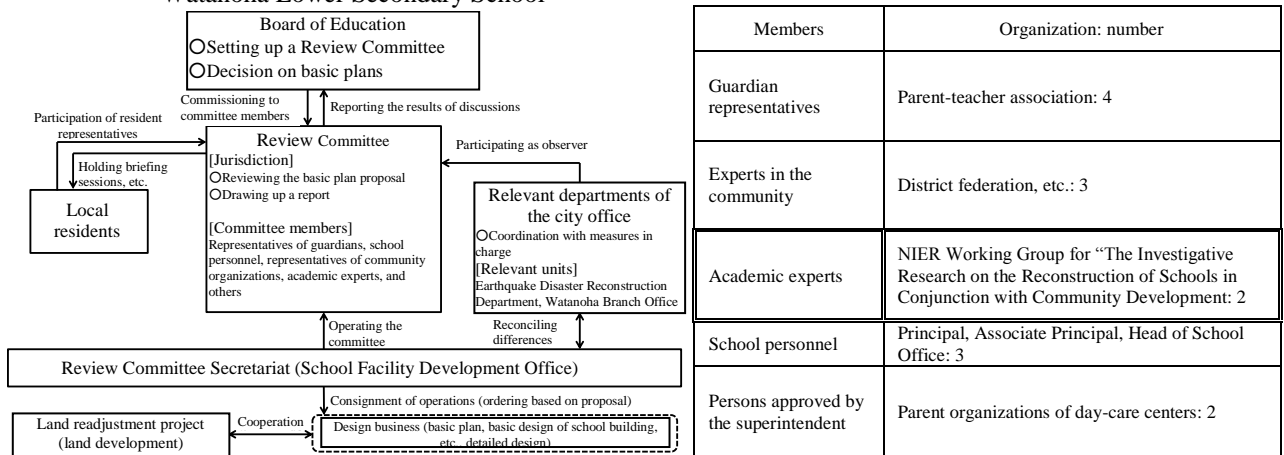 Watanoha Lower Secondary School
Board of Education
○Setting up a Review Committee
○Decision on basic plans
Commissioning to
committee members
Reporting the results of discussions
Participation of resident
representatives
Holding briefing
sessions, etc.
Local
residents
Review Committee
[Jurisdiction]
○Reviewing the basic plan proposal
○Drawing up a report
[Committee members]
Representatives of guardians, school
personnel, representatives of community
organizations, academic experts, and
others
Participating as observer
Relevant departments of
the city office
○Coordination with measures in
charge
[Relevant units]
Earthquake Disaster Reconstruction
Department, Watanoha Branch Office
Operating the
committee
Reconciling
differences
Review Committee Secretariat (School Facility Development Office)
Consignment of operations (ordering based on proposal)
Land readjustment project
(land development)
Cooperation
Design business (basic plan, basic design of school building,
etc., detailed design)
Members
Organization: number
Guardian
representatives
Parent-teacher association: 4
Experts in the
community
District federation, etc.: 3
Academic experts
NIER Working Group for “The Investigative
Research on the Reconstruction of Schools in
Conjunction with Community Development: 2
School personnel
Principal, Associate Principal, Head of School
Office: 3
Persons approved by
the superintendent
Parent organizations of day-care centers: 2